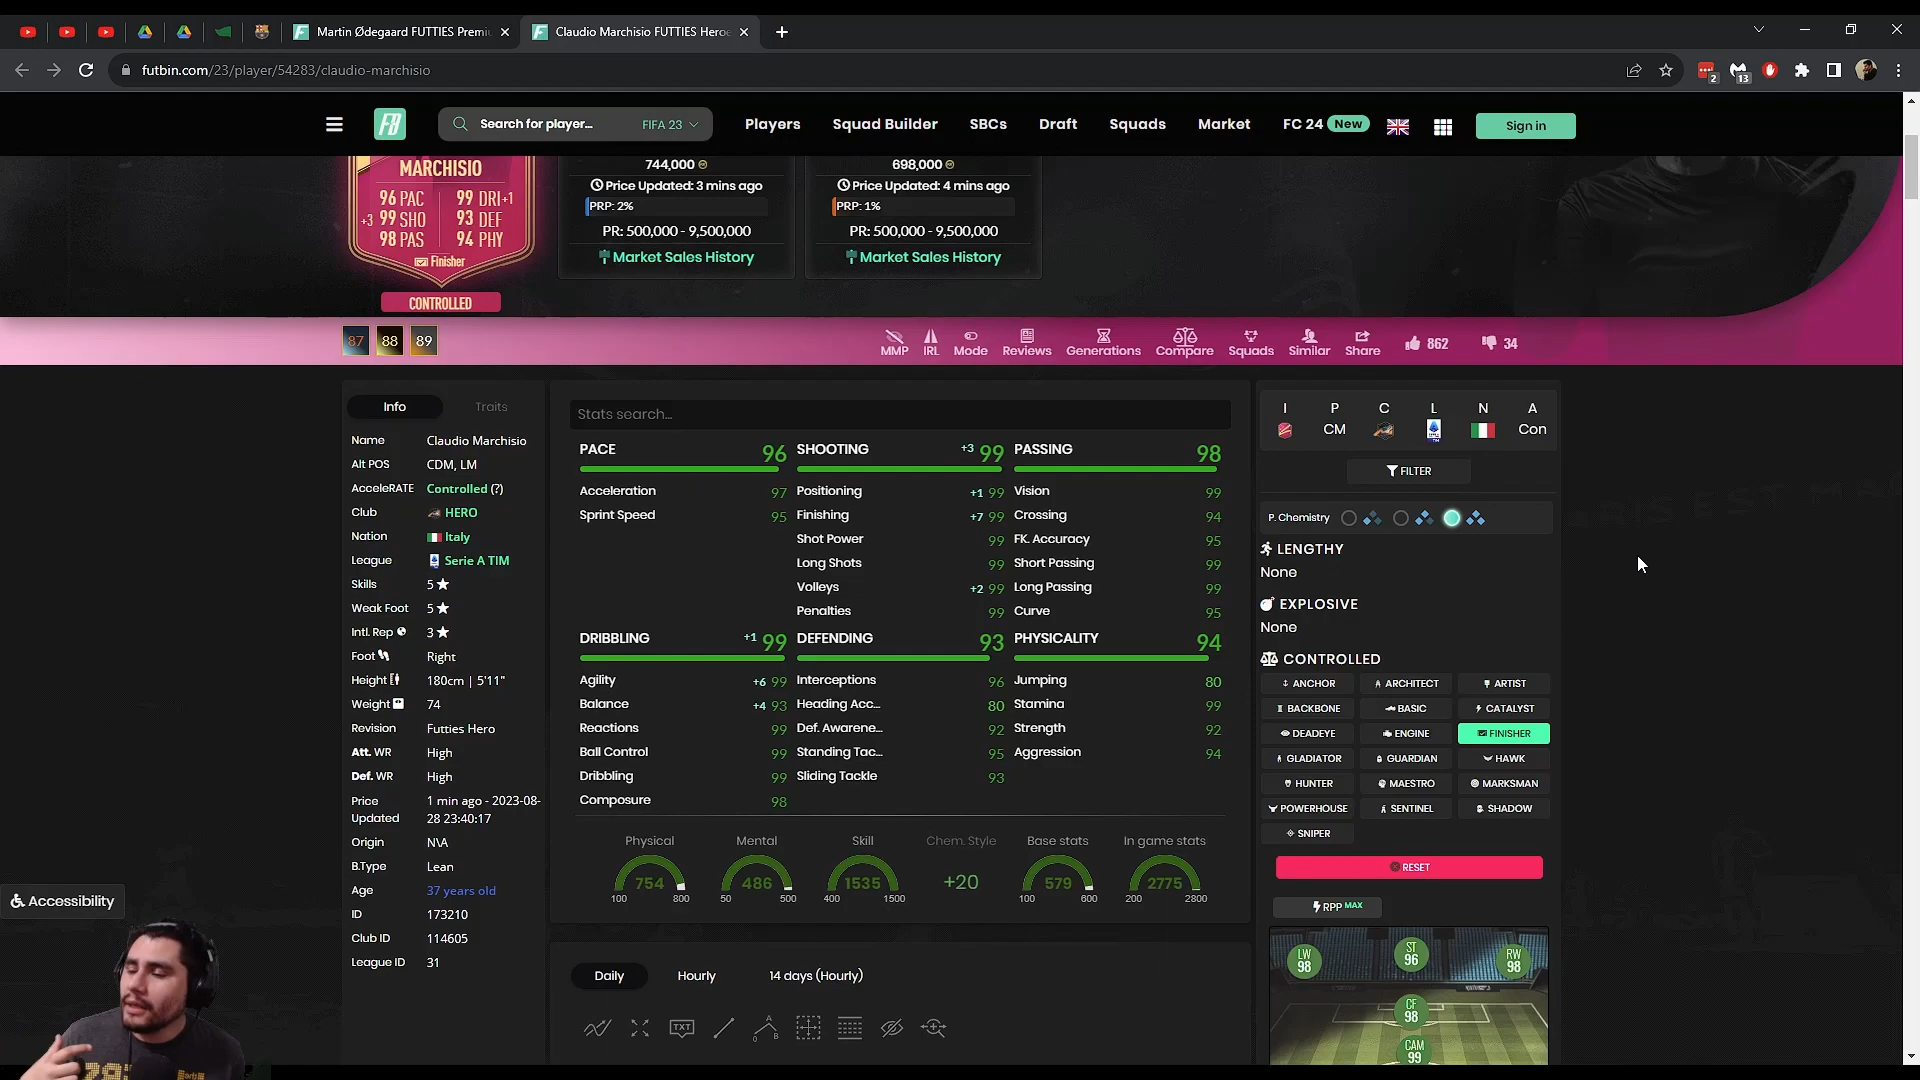 Martin Ødegaard FUTTIES Premi
Claudio Marchisio FUTTIES Heroe
futbin.com/23/player/54283/claudio-marchisio
2
13
FB
Search for player...
FIFA 23
Players
Squad Builder
SBCs
Draft
Squads
Market
FC 24 New
Sign in
MARCHISIO
96 PAC 99 DRI+1
+3 99 SHO 93 DEF
98 PAS 94 PHY
Finisher
CONTROLLED
744,000
Price Updated: 3 mins ago
PRP: 2%
PR: 500,000 - 9,500,000
Market Sales History
698,000
Price Updated: 4 mins ago
PRP: 1%
PR: 500,000 - 9,500,000
Market Sales History
87 88 89
MMP
IRL
Mode
Reviews
Generations
Compare
Squads
Similar
Share
862
34
Info Traits
Name Claudio Marchisio
Alt POS CDM, LM
AcceleRATE Controlled (?)
Club HERO
Nation Italy
League Serie A TIM
Skills 5
Weak Foot 5
Intl. Rep 3
Foot Right
Height 180cm | 5'11"
Weight 74
Revision Futties Hero
Att. WR High
Def. WR High
Price Updated 1 min ago - 2023-08-28 23:40:17
Origin N\A
B.Type Lean
Age 37 years old
ID 173210
Club ID 114605
League ID 31
Stats search...
PACE 96
Acceleration 97
Sprint Speed 95
SHOOTING +3 99
Positioning +1 99
Finishing +7 99
Shot Power 99
Long Shots 99
Volleys +2 99
Penalties 99
PASSING 98
Vision 99
Crossing 94
FK. Accuracy 95
Short Passing 99
Long Passing 99
Curve 95
DRIBBLING +1 99
Agility +6 99
Balance +4 93
Reactions 99
Ball Control 99
Dribbling 99
Composure 98
DEFENDING 93
Interceptions 96
Heading Acc... 80
Def. Awarene... 92
Standing Tac... 95
Sliding Tackle 93
PHYSICALITY 94
Jumping 80
Stamina 99
Strength 92
Aggression 94
Physical
754
100 800
Mental
486
50 500
Skill
1535
400 1500
Chem. Style
+20
Base stats
579
100 600
In game stats
2775
200 2800
Daily
Hourly
14 days (Hourly)
TXT
A
0 B
I P C L N A
CM Con
FILTER
P. Chemistry
LENGTHY
None
EXPLOSIVE
None
CONTROLLED
ANCHOR ARCHITECT ARTIST
BACKBONE BASIC CATALYST
DEADEYE ENGINE FINISHER
GLADIATOR GUARDIAN HAWK
HUNTER MAESTRO MARKSMAN
POWERHOUSE SENTINEL SHADOW
SNIPER
RESET
RPP MAX
LW 98
ST 96
RW 98
CF 98
CAM 99
Accessibility